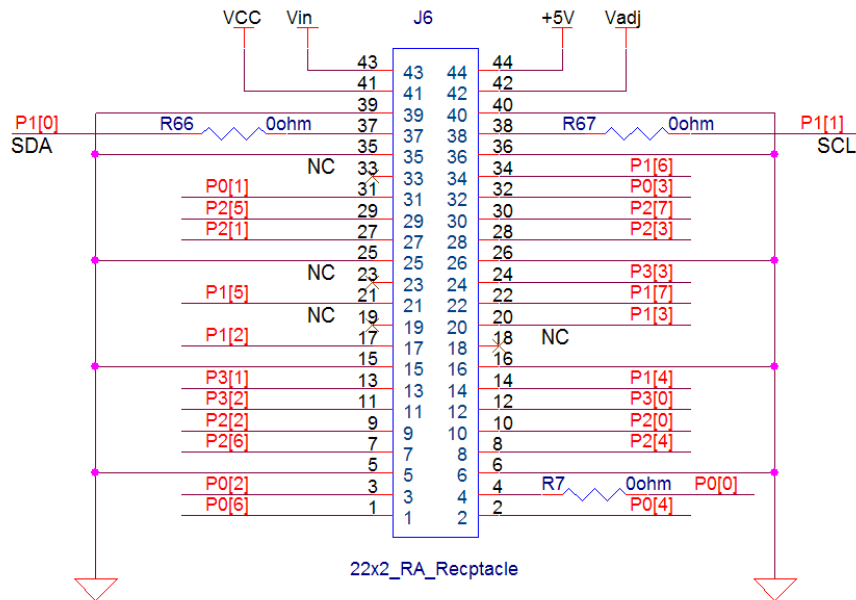 VCC Vin J6 +5V Vadj
43 43 44 44
41 41 42 42
39 39 40 40
P1[0] R66 0ohm 37 37 38 38 R67 0ohm P1[1]
SDA SCL
35 35 36 36
NC 33 33 34 34 P1[6]
P0[1] 31 31 32 32 P0[3]
P2[5] 29 29 30 30 P2[7]
P2[1] 27 27 28 28 P2[3]
25 25 26 26
NC 23 23 24 24 P3[3]
P1[5] 21 21 22 22 P1[7]
NC 19 19 20 20 P1[3]
P1[2] 17 17 18 18 NC
15 15 16 16
P3[1] 13 13 14 14 P1[4]
P3[2] 11 11 12 12 P3[0]
P2[2] 9 9 10 10 P2[0]
P2[6] 7 7 8 8 P2[4]
5 5 6 6
P0[2] 3 3 4 4 R7 0ohm P0[0]
P0[6] 1 1 2 2 P0[4]
22x2_RA_Recptacle